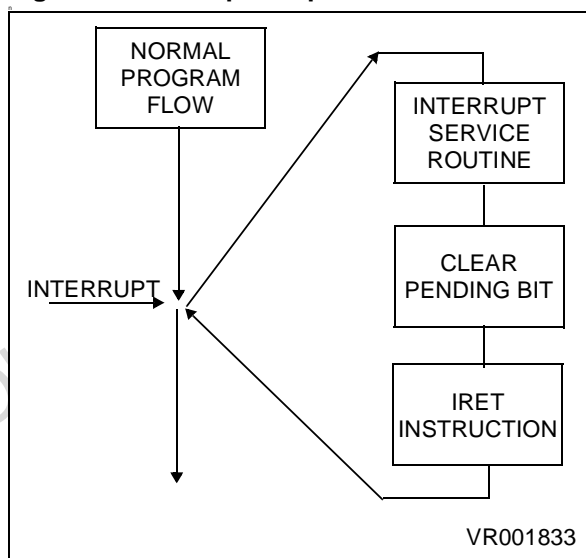 NORMAL
PROGRAM
FLOW
INTERRUPT
SERVICE
ROUTINE
INTERRUPT
CLEAR
PENDING BIT
IRET
INSTRUCTION
VR001833